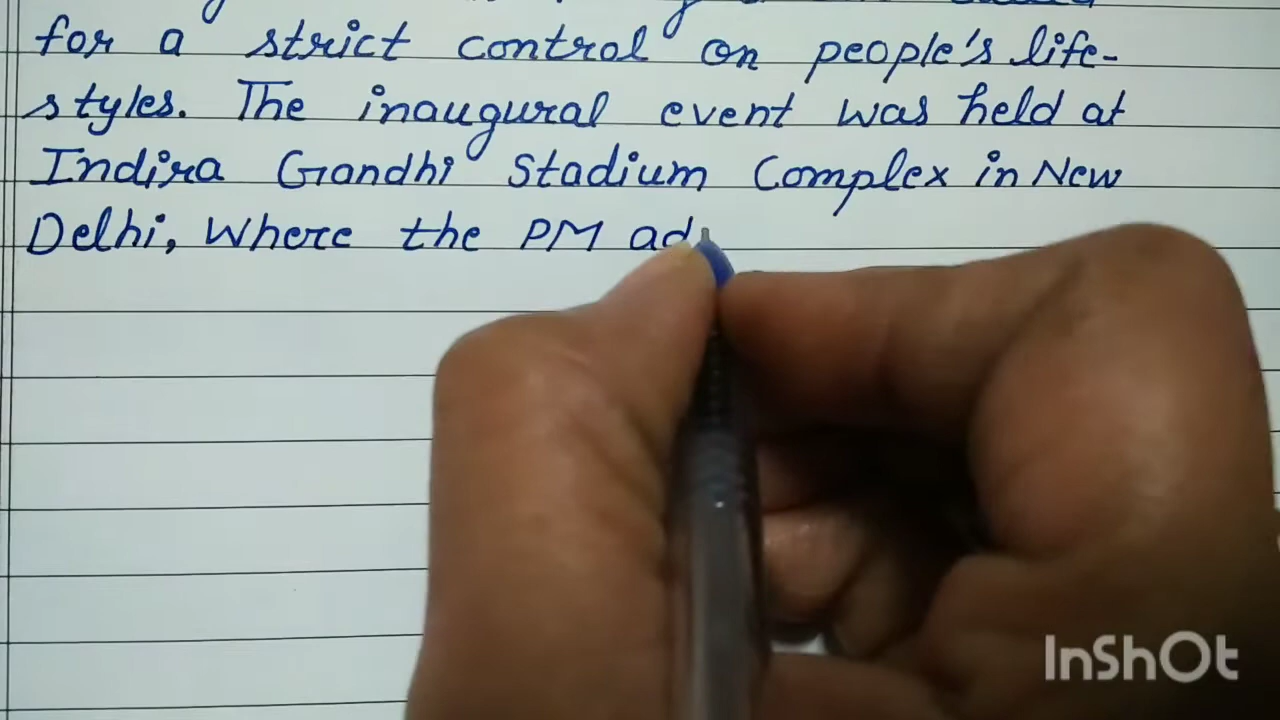 for a strict control on people's life-
styles. The inaugural event was held at
Indira Gandhi Stadium Complex in New
Delhi, Where the PM ad
InShOt